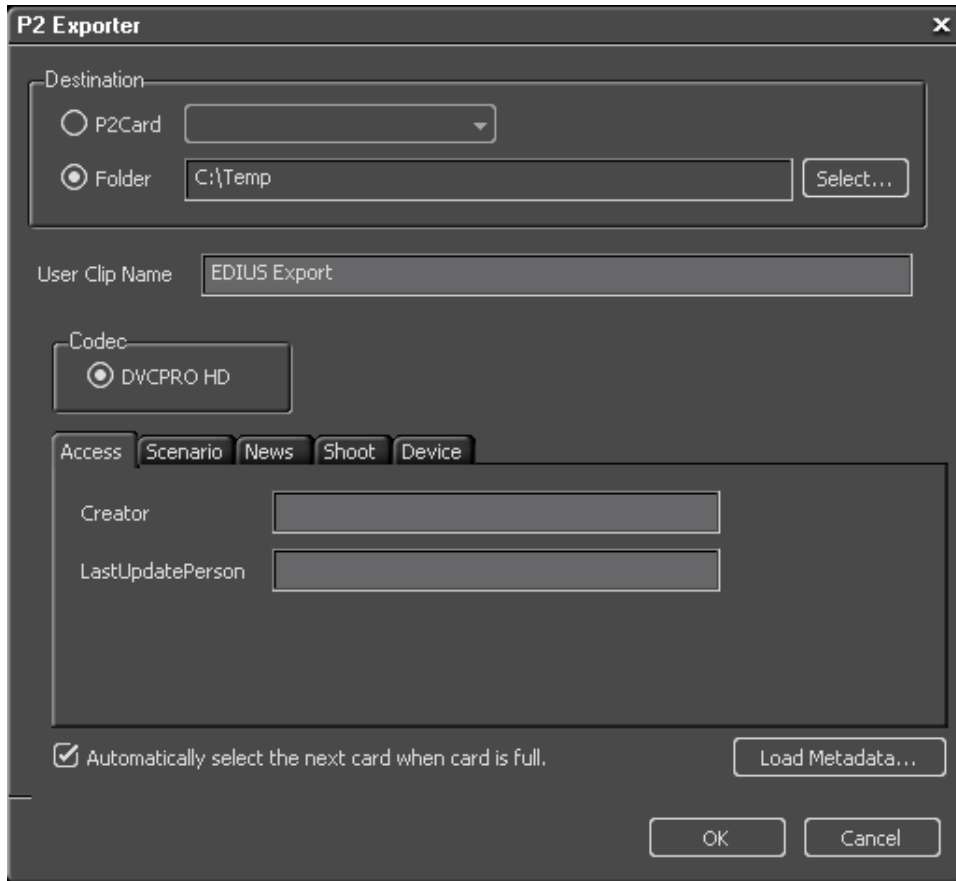 P2 Exporter
Destination
P2Card
Folder C:\Temp Select...
User Clip Name EDIUS Export
Codec
DVCPRO HD
Access Scenario News Shoot Device
Creator
LastUpdatePerson
Automatically select the next card when card is full. Load Metadata...
OK Cancel